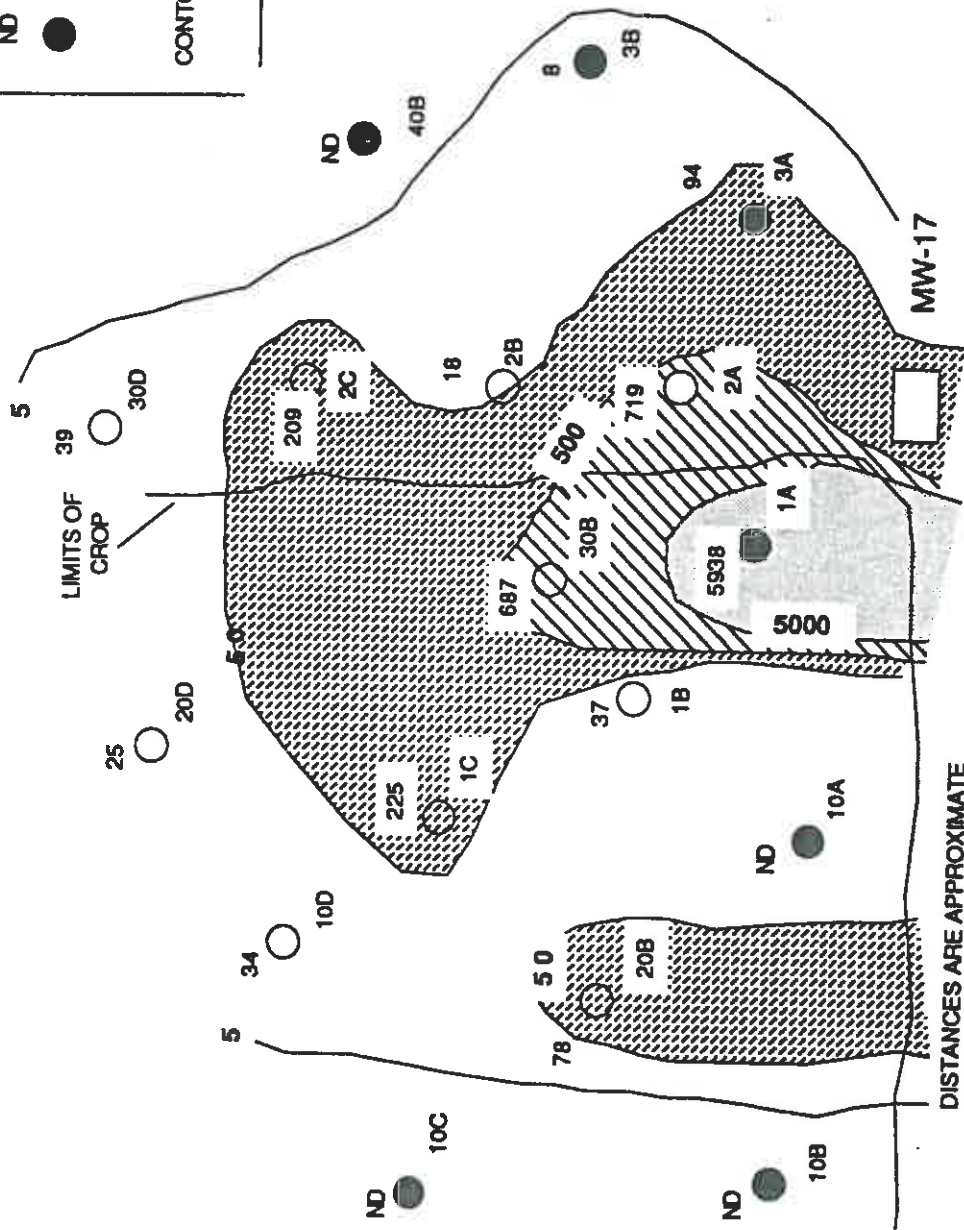 ND
CONTO
ND
40B
8
3B
5
39
30D
LIMITS OF
CROP
209
2C
18
2B
94
3A
MW-17
719
2A
500
50
25
20D
687
30B
5938
1A
5000
225
1C
37
1B
34
10D
ND
10A
5
50
78
20B
ND
10C
ND
10B
DISTANCES ARE APPROXIMATE